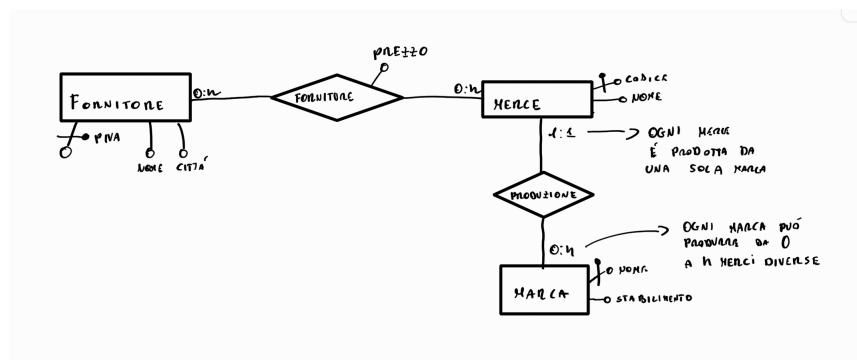 PREZZO
FORNITORE
0:n
FORNITORE
0:n
MERCE
CODICE
NOME
PIVA
NOME CITTÁ
1:1
OGNI MERCE
É PRODOTTA DA
UNA SOLA MARCA
PRODUZIONE
OGNI MARCA PUÓ
PRODURRE DA 0
A n MERCI DIVERSE
0:n
MARCA
NOME
STABILIMENTO